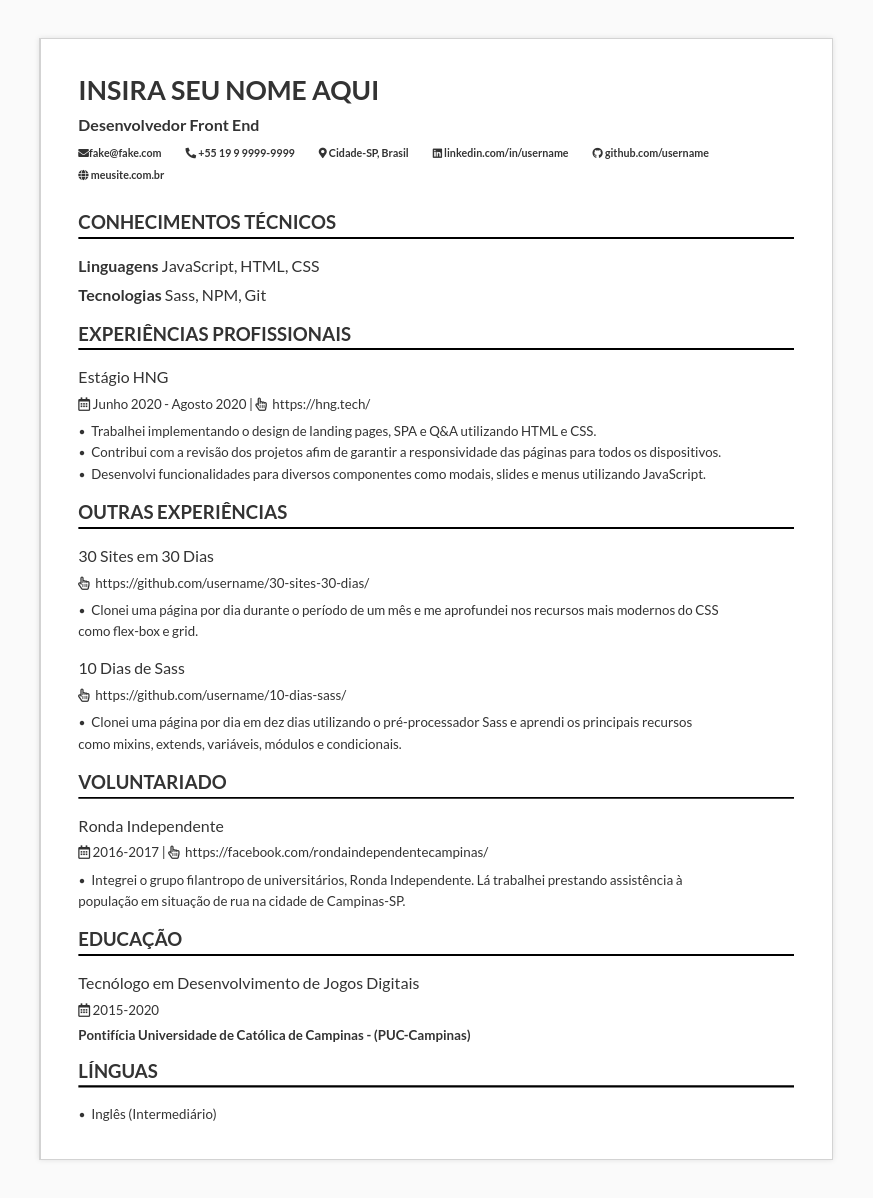 INSIRA SEU NOME AQUI
Desenvolvedor Front End
fake@fake.com +55 19 9 9999-9999 Cidade-SP, Brasil linkedin.com/in/username github.com/username
meusite.com.br
CONHECIMENTOS TÉCNICOS
Linguagens JavaScript, HTML, CSS
Tecnologias Sass, NPM, Git
EXPERIÊNCIAS PROFISSIONAIS
Estágio HNG
Junho 2020 - Agosto 2020 | https://hng.tech/
• Trabalhei implementando o design de landing pages, SPA e Q&A utilizando HTML e CSS.
• Contribui com a revisão dos projetos afim de garantir a responsividade das páginas para todos os dispositivos.
• Desenvolvi funcionalidades para diversos componentes como modais, slides e menus utilizando JavaScript.
OUTRAS EXPERIÊNCIAS
30 Sites em 30 Dias
https://github.com/username/30-sites-30-dias/
• Clonei uma página por dia durante o período de um mês e me aprofundei nos recursos mais modernos do CSS
como flex-box e grid.
10 Dias de Sass
https://github.com/username/10-dias-sass/
• Clonei uma página por dia em dez dias utilizando o pré-processador Sass e aprendi os principais recursos
como mixins, extends, variáveis, módulos e condicionais.
VOLUNTARIADO
Ronda Independente
2016-2017 | https://facebook.com/rondaindependentecampinas/
• Integrei o grupo filantropo de universitários, Ronda Independente. Lá trabalhei prestando assistência à
população em situação de rua na cidade de Campinas-SP.
EDUCAÇÃO
Tecnólogo em Desenvolvimento de Jogos Digitais
2015-2020
Pontifícia Universidade de Católica de Campinas - (PUC-Campinas)
LÍNGUAS
• Inglês (Intermediário)